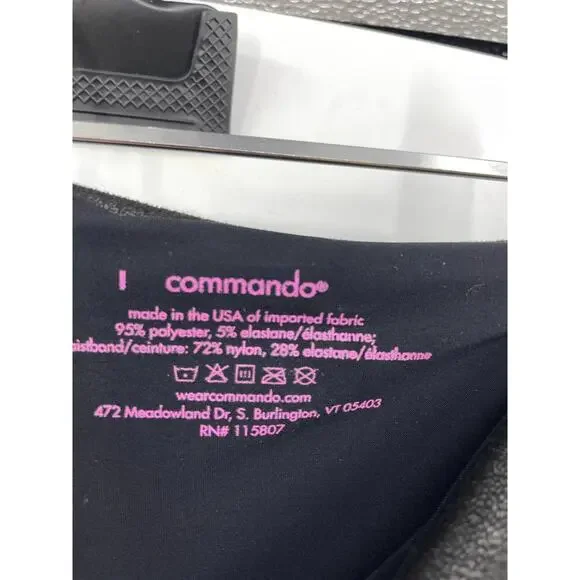 l commando®
made in the USA of imported fabric
95% polyester, 5% elastane/élasthanne;
istband/ceinture: 72% nylon, 28% elastane/élasthanne
wearcommando.com
472 Meadowland Dr, S. Burlington, VT 05403
RN# 115807